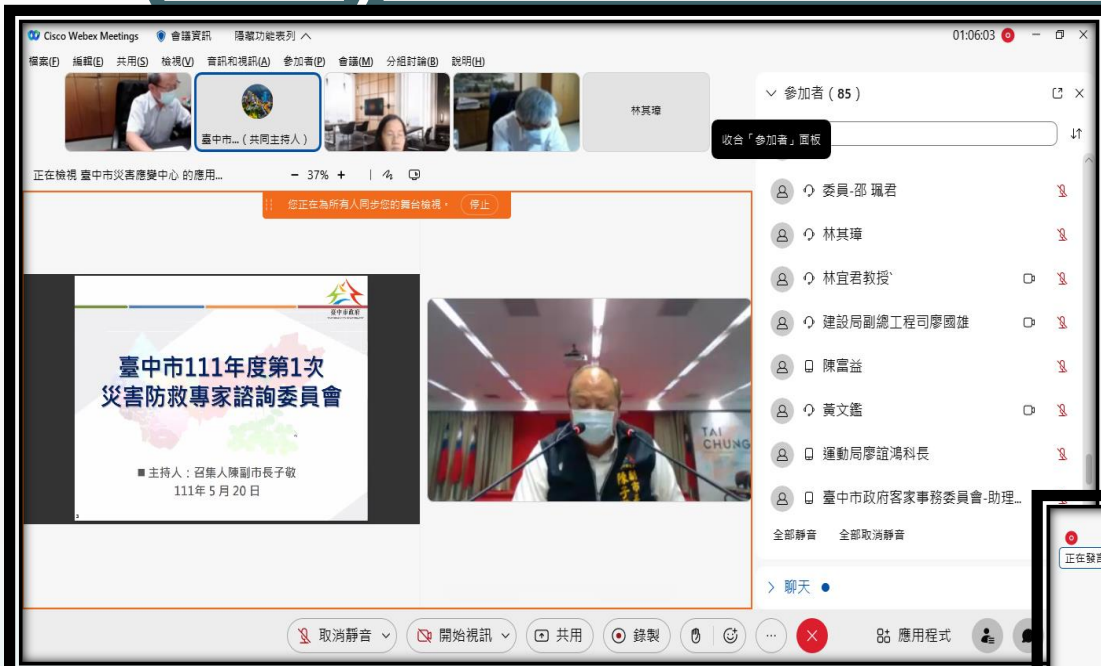 Cisco Webex Meetings 會議資訊 隱藏功能表列
01:06:03
檔案(F) 編輯(E) 共用(S) 檢視(V) 音訊和視訊(A) 參加者(P) 會議(M) 分組討論(B) 說明(H)
臺中市...（共同主持人）
林其璋
參加者（85）
收合「參加者」面板
正在檢視 臺中市災害應變中心 的應用...
- 37% +
您正在為所有人同步您的舞台檢視。 停止
臺中市政府
臺中市111年度第1次
災害防救專家諮詢委員會
■主持人：召集人陳副市長子敬
111年5月20日
TAI
CHUNG
委員-邵 珮君
林其璋
林宜君教授`
建設局副總工程司廖國雄
陳富益
黃文鑑
運動局廖誼鴻科長
臺中市政府客家事務委員會-助理...
全部靜音 全部取消靜音
聊天
取消靜音
開始視訊
共用
錄製
應用程式